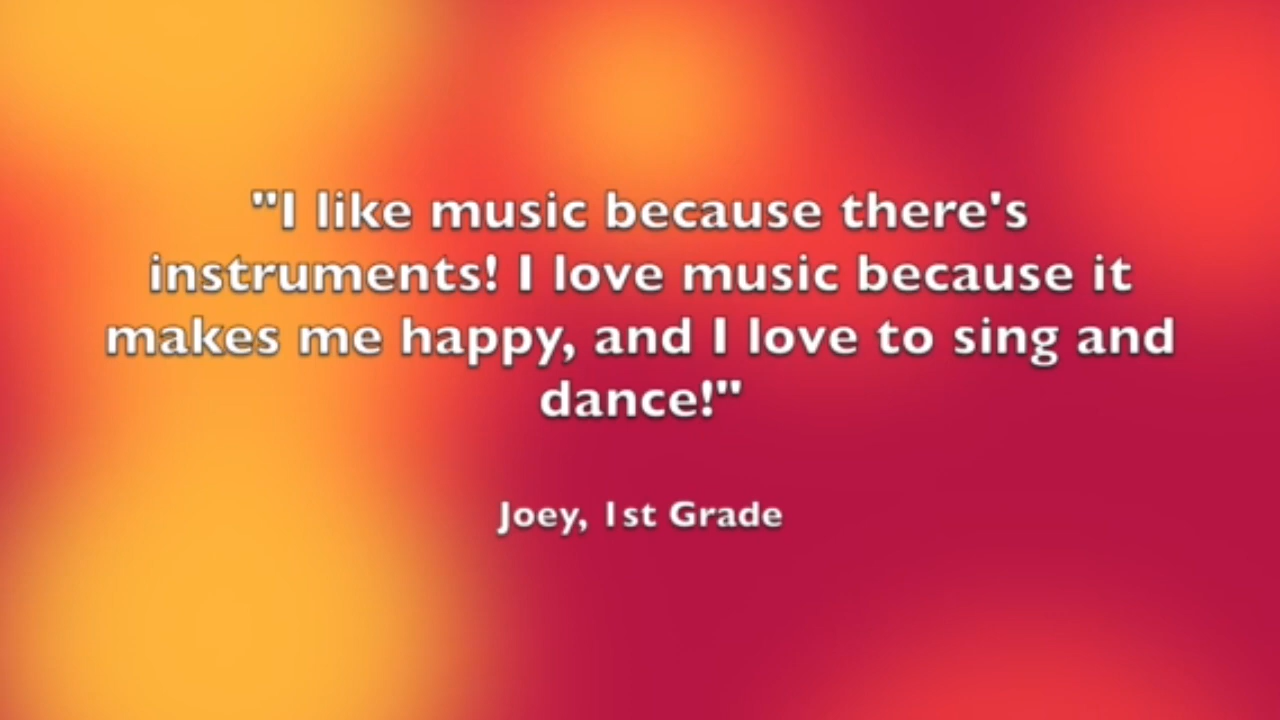 "I like music because there's
instruments! I love music because it
makes me happy, and I love to sing and
dance!"
Joey, 1st Grade